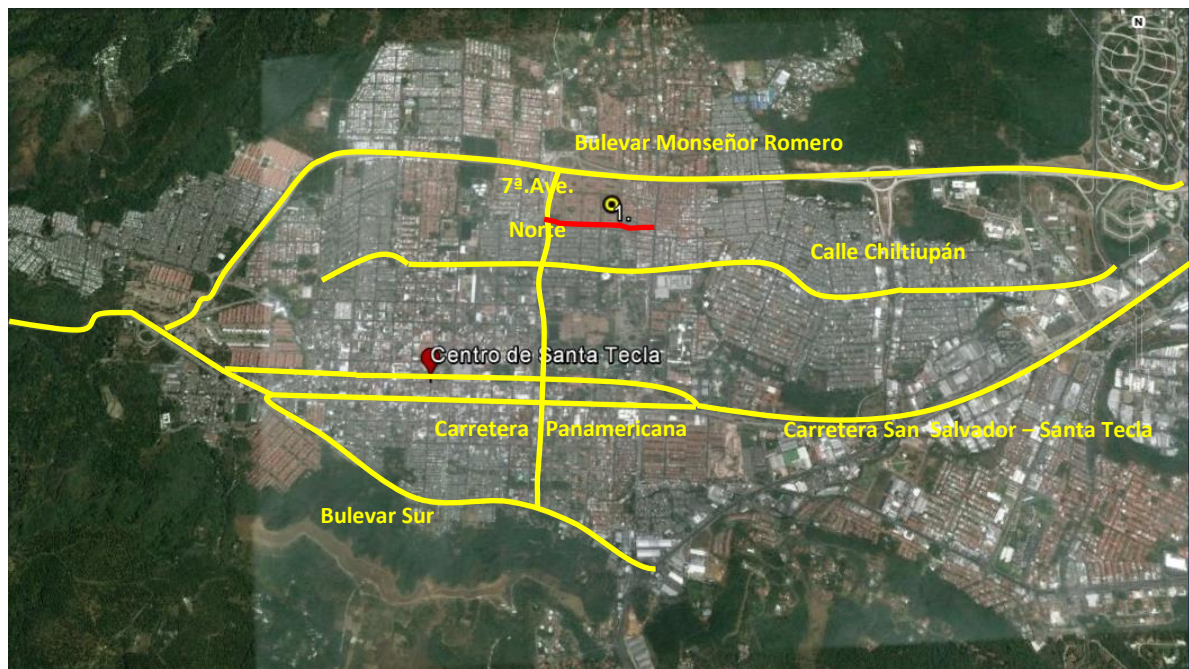 N
Bulevar Monseñor Romero
7ª.Ave.
1.
Norte
Calle Chiltiupán
Centro de Santa Tecla
Carretera Panamericana
Carretera San Salvador – Santa Tecla
Bulevar Sur